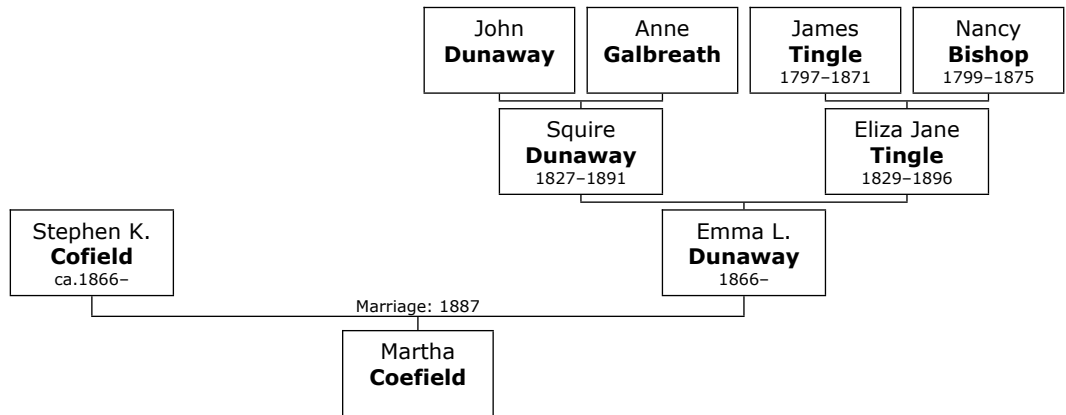 John
Dunaway
Anne
Galbreath
James
Tingle
1797–1871
Nancy
Bishop
1799–1875
Squire
Dunaway
1827–1891
Eliza Jane
Tingle
1829–1896
Stephen K.
Cofield
ca.1866–
Emma L.
Dunaway
1866–
Marriage: 1887
Martha
Coefield